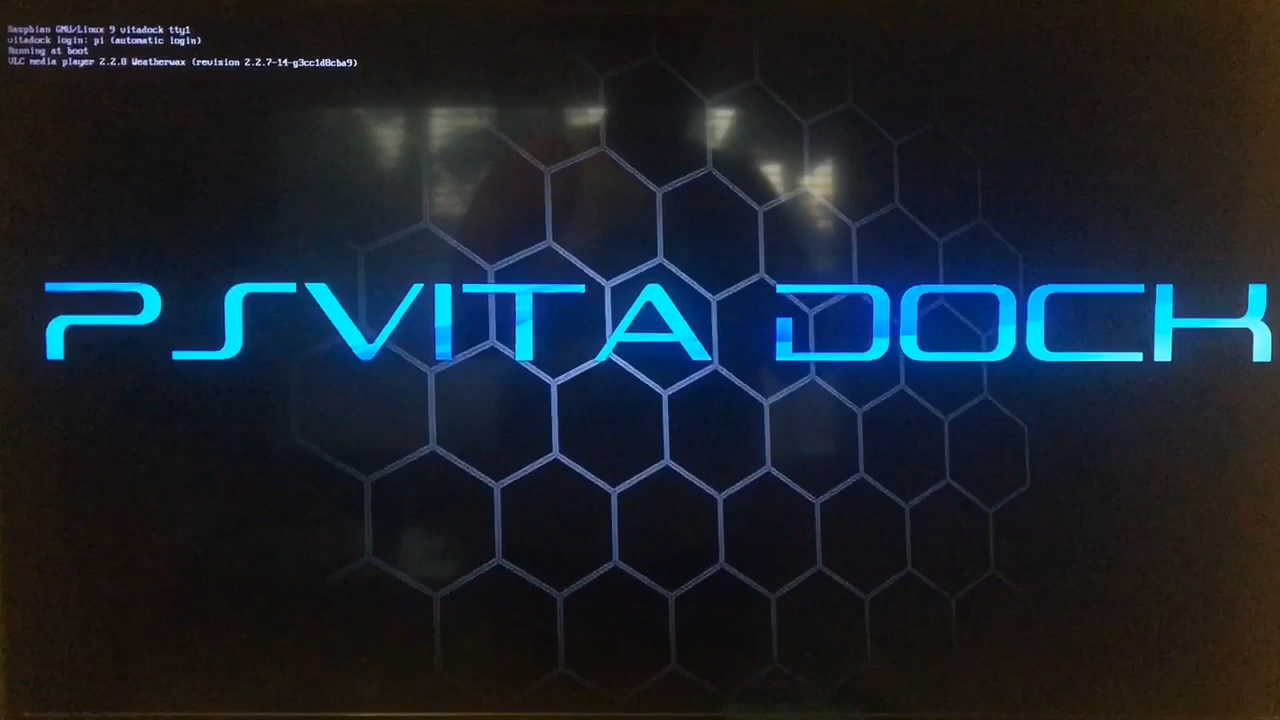 Raspbian GNU/Linux 9 vitadock tty1
vitadock login: pi (automatic login)
Running at boot
VLC media player 2.2.8 Weatherwax (revision 2.2.7-14-g3cc1d8cba9)
PSVITA DOCK